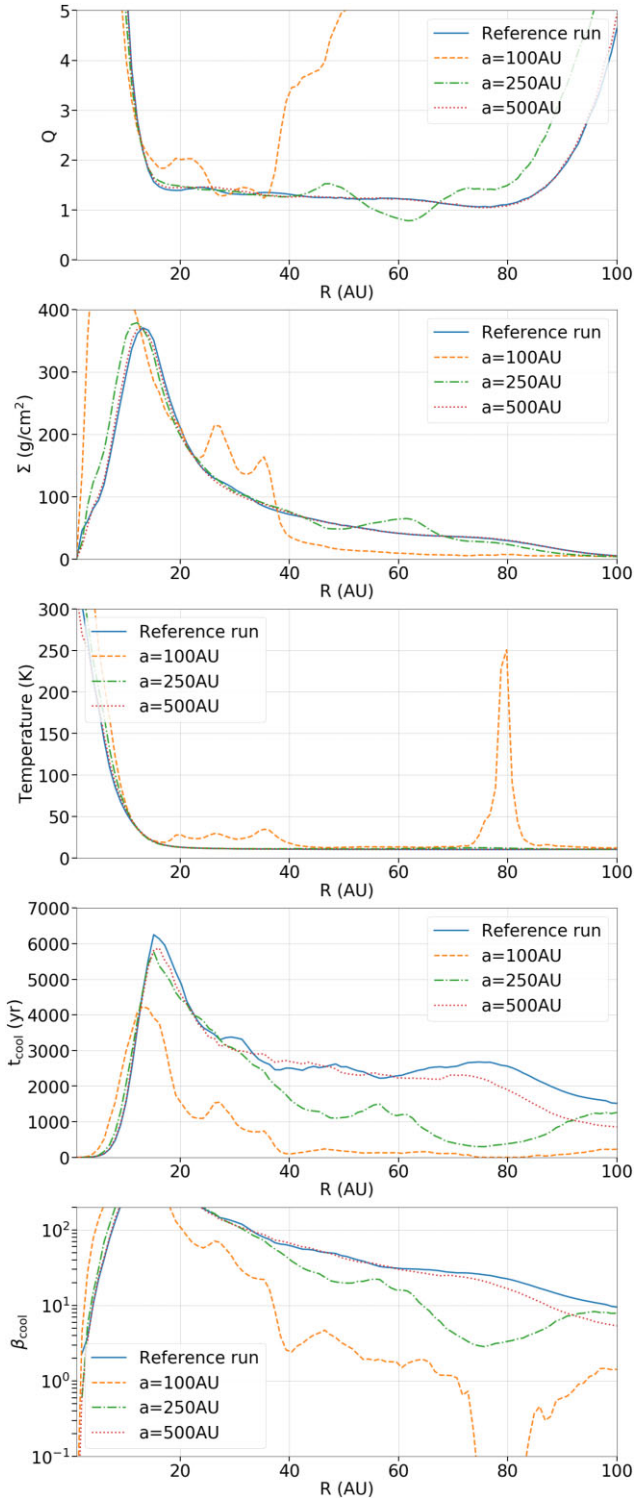 5
4
3
2
1
0
Q
Reference run
a=100AU
a=250AU
a=500AU
20 40 60 80 100
R (AU)
400
300
200
100
0
Σ (g/cm²)
Reference run
a=100AU
a=250AU
a=500AU
20 40 60 80 100
R (AU)
300
250
200
150
100
50
0
Temperature (K)
Reference run
a=100AU
a=250AU
a=500AU
20 40 60 80 100
R (AU)
7000
6000
5000
4000
3000
2000
1000
0
t_cool (yr)
Reference run
a=100AU
a=250AU
a=500AU
20 40 60 80 100
R (AU)
10²
10¹
10⁰
10⁻¹
β_cool
Reference run
a=100AU
a=250AU
a=500AU
20 40 60 80 100
R (AU)